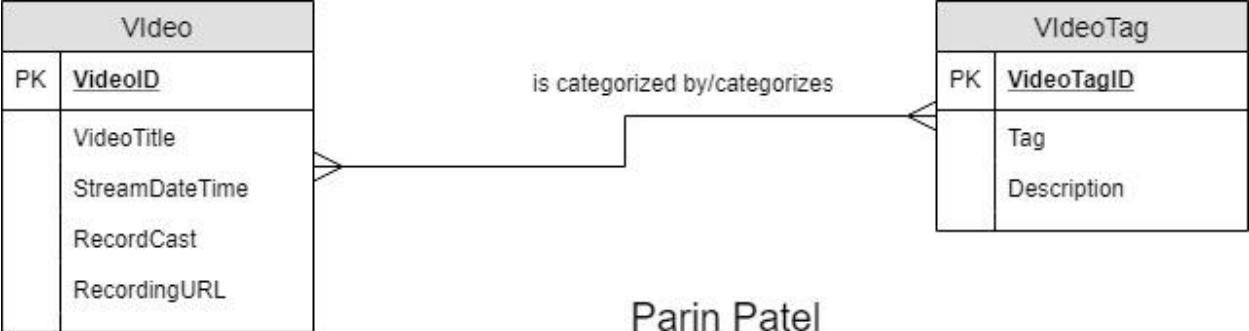 VIdeo
PK VideoID
VideoTitle
StreamDateTime
RecordCast
RecordingURL
is categorized by/categorizes
VIdeoTag
PK VideoTagID
Tag
Description
Parin Patel